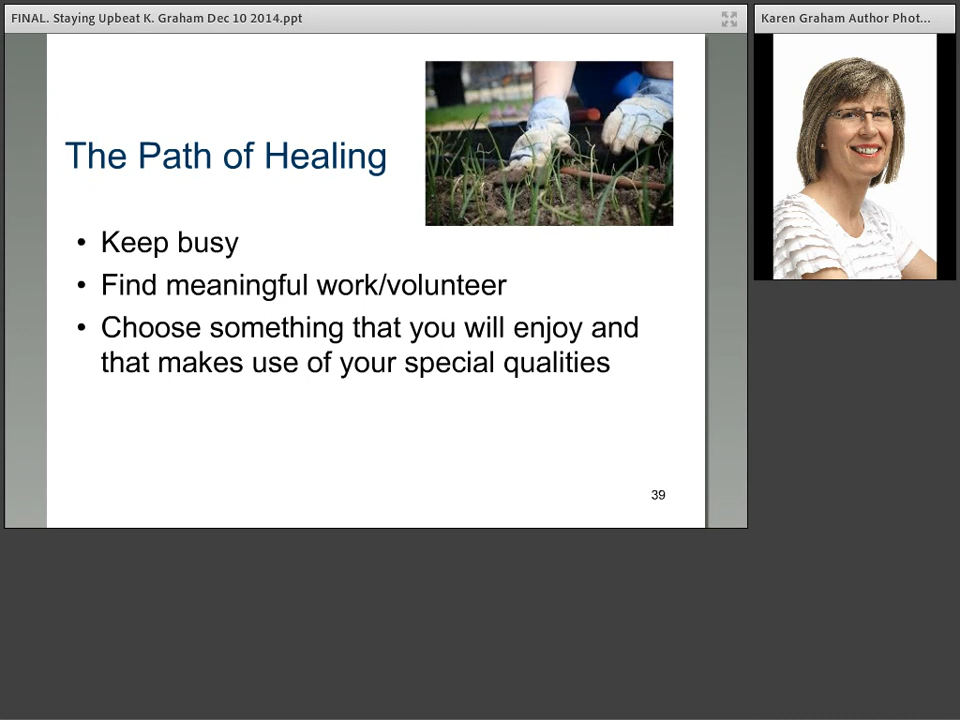 FINAL. Staying Upbeat K. Graham Dec 10 2014.ppt
Karen Graham Author Phot...
The Path of Healing
• Keep busy
• Find meaningful work/volunteer
• Choose something that you will enjoy and
that makes use of your special qualities
39